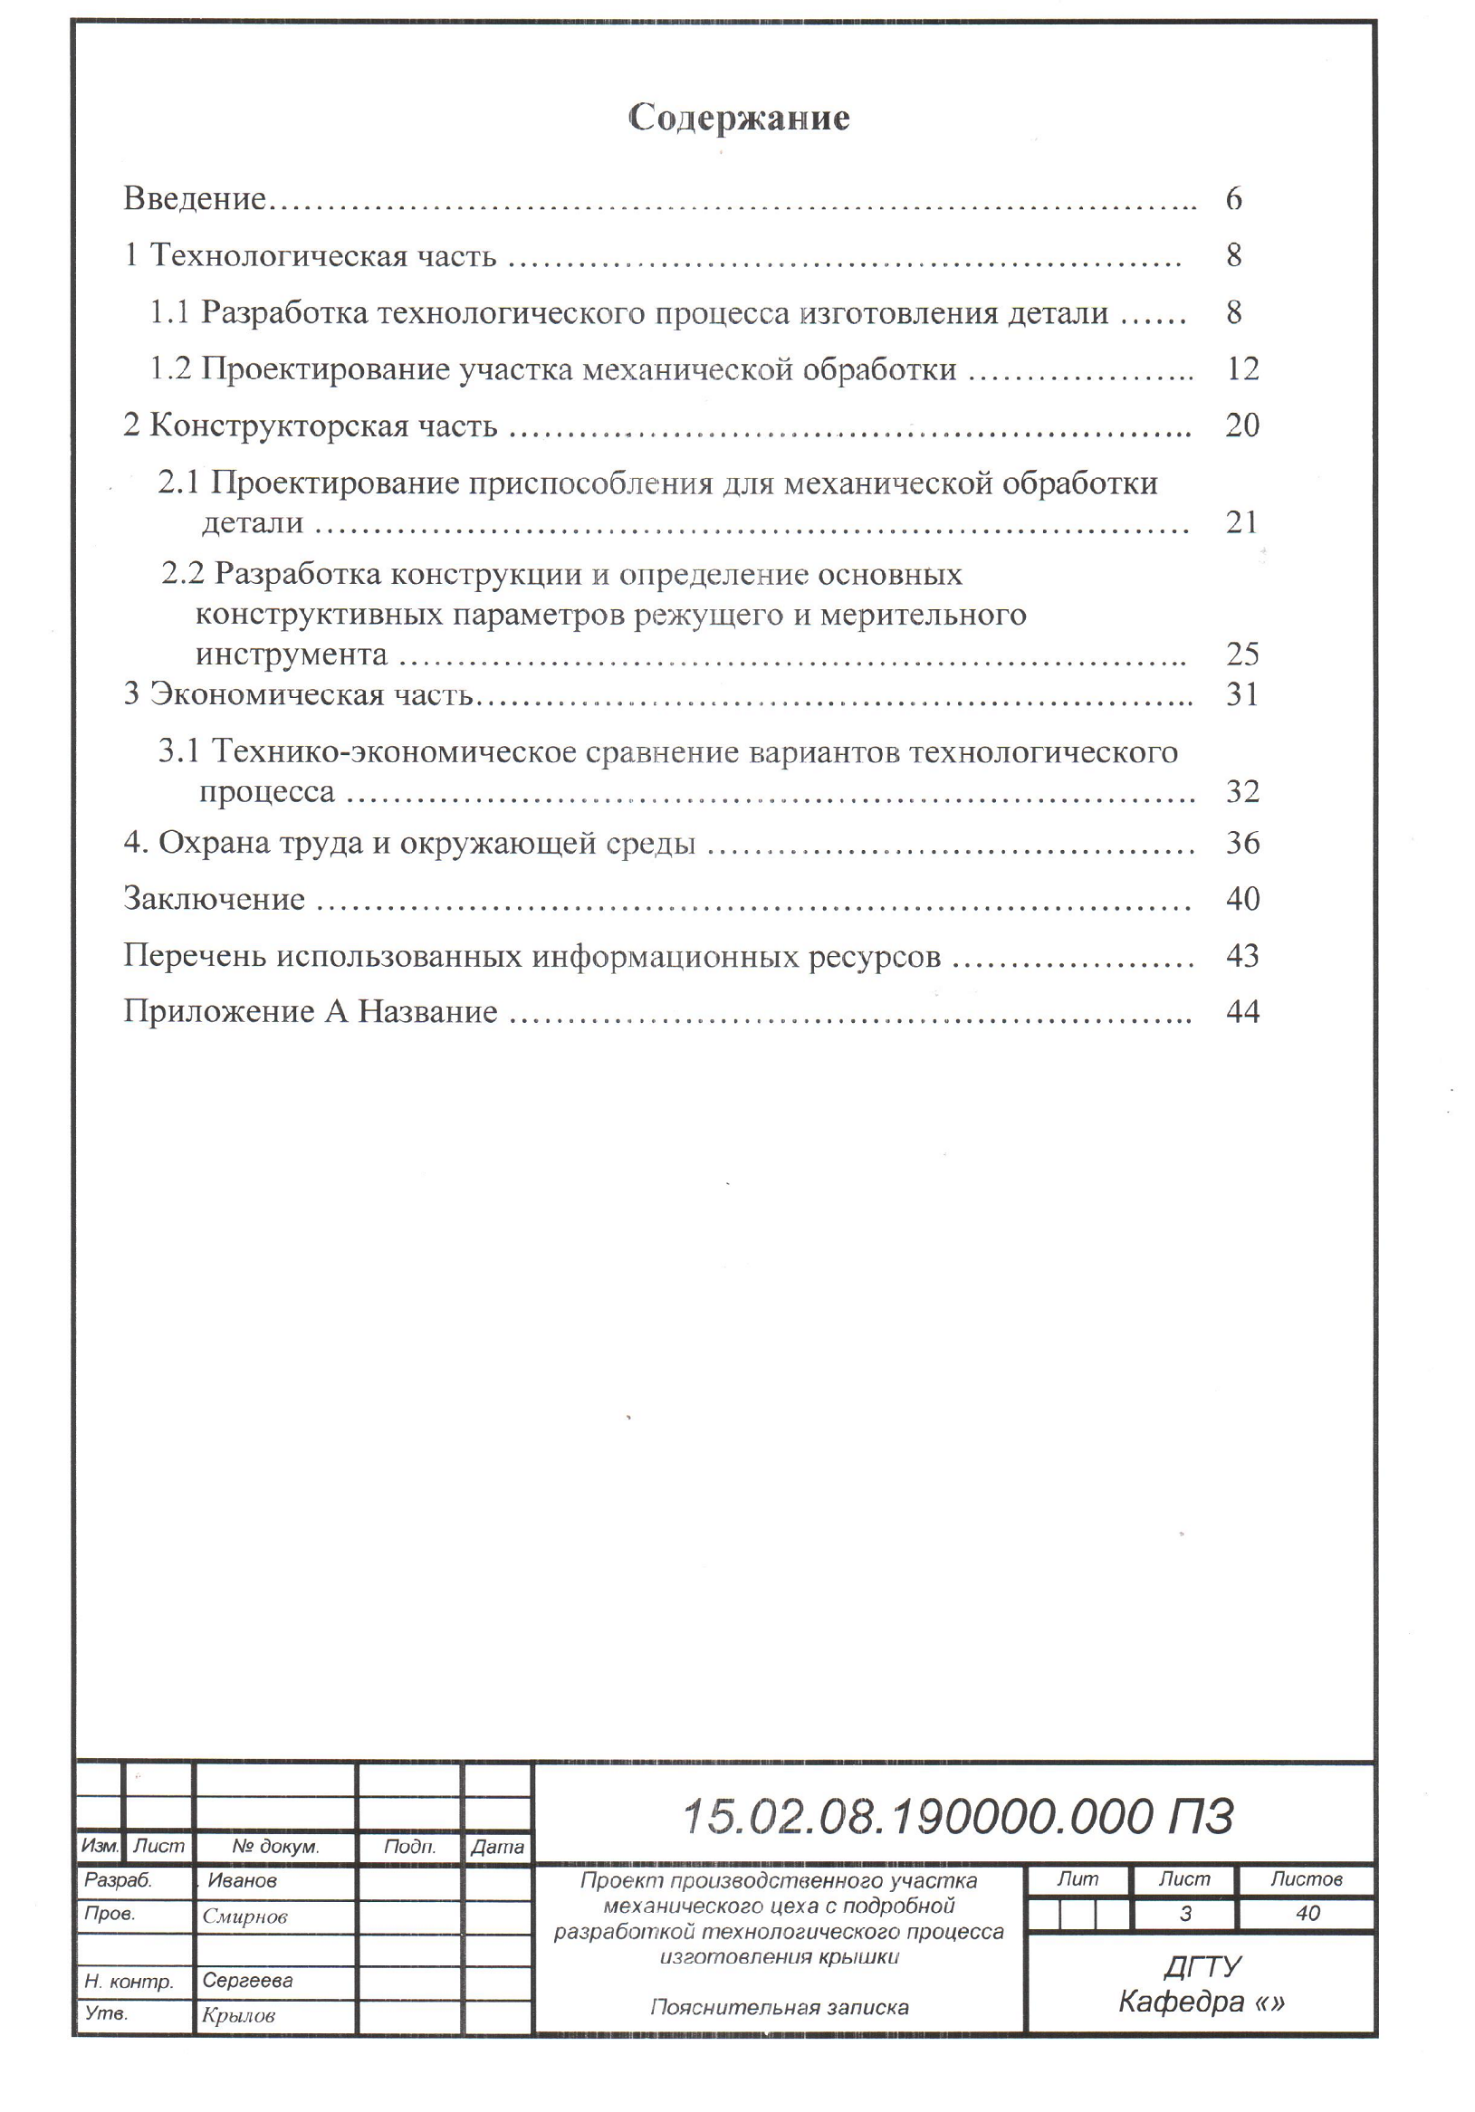 Содержание
Введение……………………………………………………………………….. 6
1 Технологическая часть ………………………………………………….. 8
1.1 Разработка технологического процесса изготовления детали …… 8
1.2 Проектирование участка механической обработки ……………….. 12
2 Конструкторская часть ………………………………………………….. 20
2.1 Проектирование приспособления для механической обработки
детали ………………………………………………………………… 21
2.2 Разработка конструкции и определение основных
конструктивных параметров режущего и мерительного
инструмента ………………………………………………………….. 25
3 Экономическая часть…………………………………………………….. 31
3.1 Технико-экономическое сравнение вариантов технологического
процесса ……………………………………………………………….. 32
4. Охрана труда и окружающей среды …………………………………… 36
Заключение ………………………………………………………………… 40
Перечень использованных информационных ресурсов ………………… 43
Приложение А Название ………………………………………………….. 44
15.02.08.190000.000 ПЗ
Изм. Лист № докум. Подп. Дата
Разраб. Иванов
Пров. Смирнов
Н. контр. Сергеева
Утв. Крылов
Проект производственного участка
механического цеха с подробной
разработкой технологического процесса
изготовления крышки
Пояснительная записка
Лит Лист Листов
3 40
ДГТУ
Кафедра «»